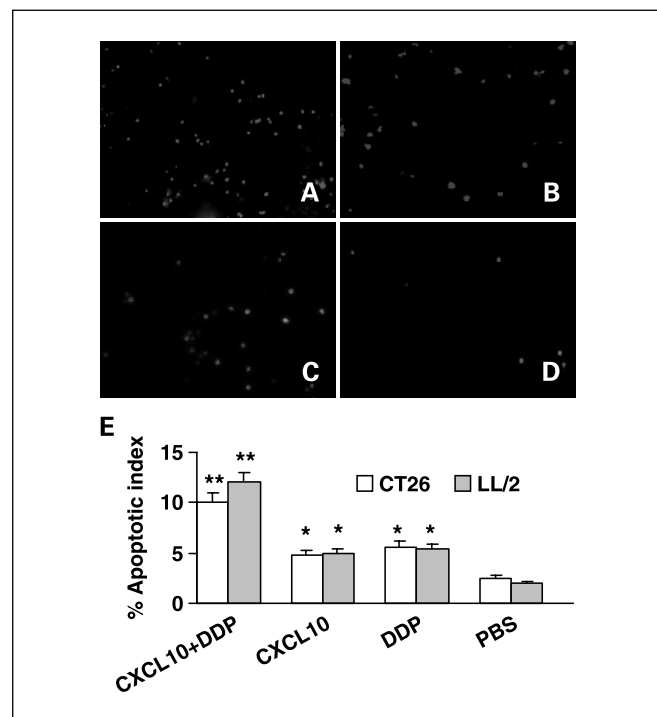 A
B
C
D
E
% Apoptotic index
15
10
5
0
** **
* *
* *
CT26 LL/2
CXCL10+DDP
CXCL10
DDP
PBS